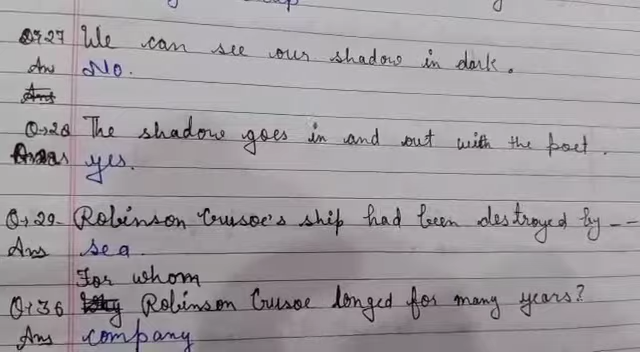 Q→27 We can see our shadow in dark.
Ans No.
Q→28 The shadow goes in and out with the poet.
Ans yes.
Q→29- Robinson Crusoe's ship had been destroyed by --
Ans sea.
For whom
Q→36 Robinson Crusoe longed for many years?
Ans company